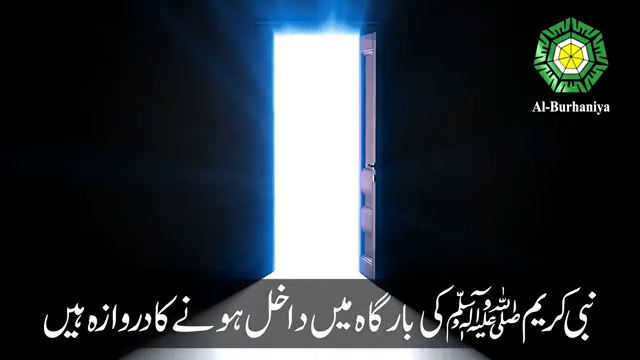 Al-Burhaniya
نبی کریم ﷺ کی بارگاہ میں داخل ہونے کا دروازہ ہیں